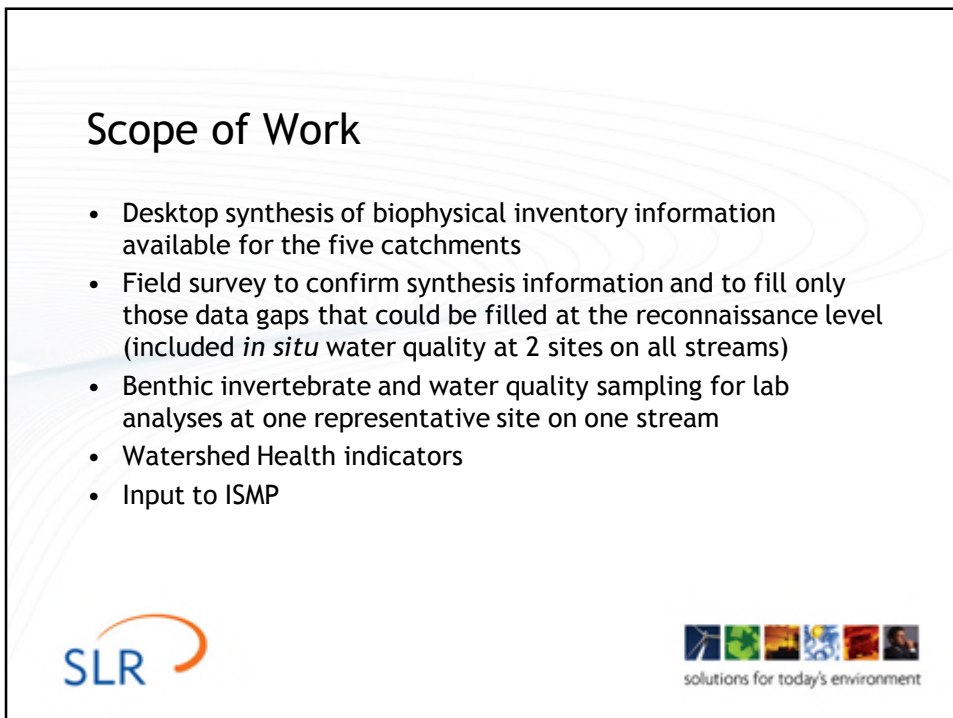 Scope of Work
• Desktop synthesis of biophysical inventory information
available for the five catchments
• Field survey to confirm synthesis information and to fill only
those data gaps that could be filled at the reconnaissance level
(included in situ water quality at 2 sites on all streams)
• Benthic invertebrate and water quality sampling for lab
analyses at one representative site on one stream
• Watershed Health indicators
• Input to ISMP
SLR
solutions for today's environment